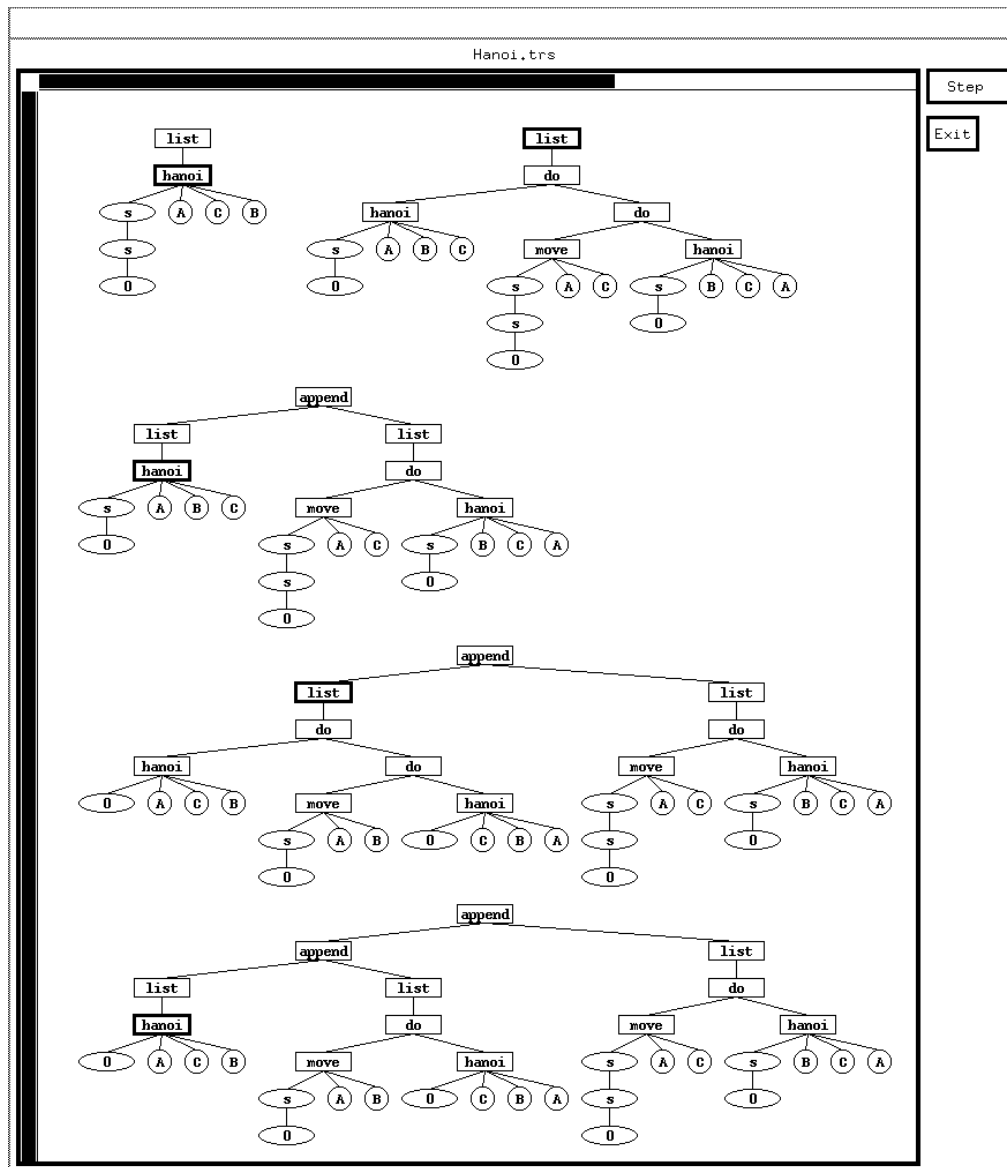 Hanoi.trs
Step
Exit
list list
hanoi do
s A C B hanoi do
s s A B C move hanoi
0 0 s A C s B C A
s 0
0
append
list list
hanoi do
s A B C move hanoi
0 s A C s B C A
s 0
0
append
list list
do do
hanoi do move hanoi
0 A C B move hanoi s A C s B C A
s A B 0 C B A s 0
0 0
append
append list
list list do
hanoi do move hanoi
0 A C B move hanoi s A C s B C A
s A B 0 C B A s 0
0 0